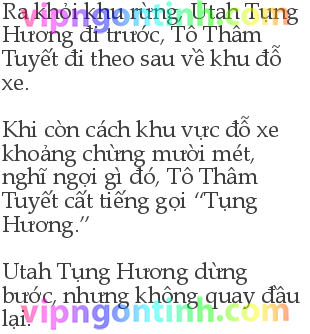 vipngontinh.com
Ra khỏi khu rừng, Utah Tụng
Hương đi trước, Tô Thâm
Tuyết đi theo sau về khu đỗ
xe.
Khi còn cách khu vực đỗ xe
khoảng chừng mười mét,
nghĩ ngợi gì đó, Tô Thâm
Tuyết cất tiếng gọi “Tụng
Hương.”
Utah Tụng Hương dừng
bước, nhưng không quay đầu
lại.
vipngontinh.com